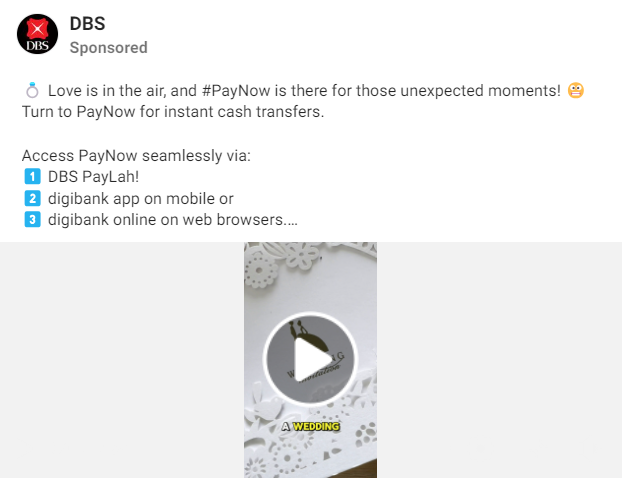 DBS
DBS
Sponsored
💍 Love is in the air, and #PayNow is there for those unexpected moments! 😬
Turn to PayNow for instant cash transfers.
Access PayNow seamlessly via:
1️⃣ DBS PayLah!
2️⃣ digibank app on mobile or
3️⃣ digibank online on web browsers.…
A WEDDING